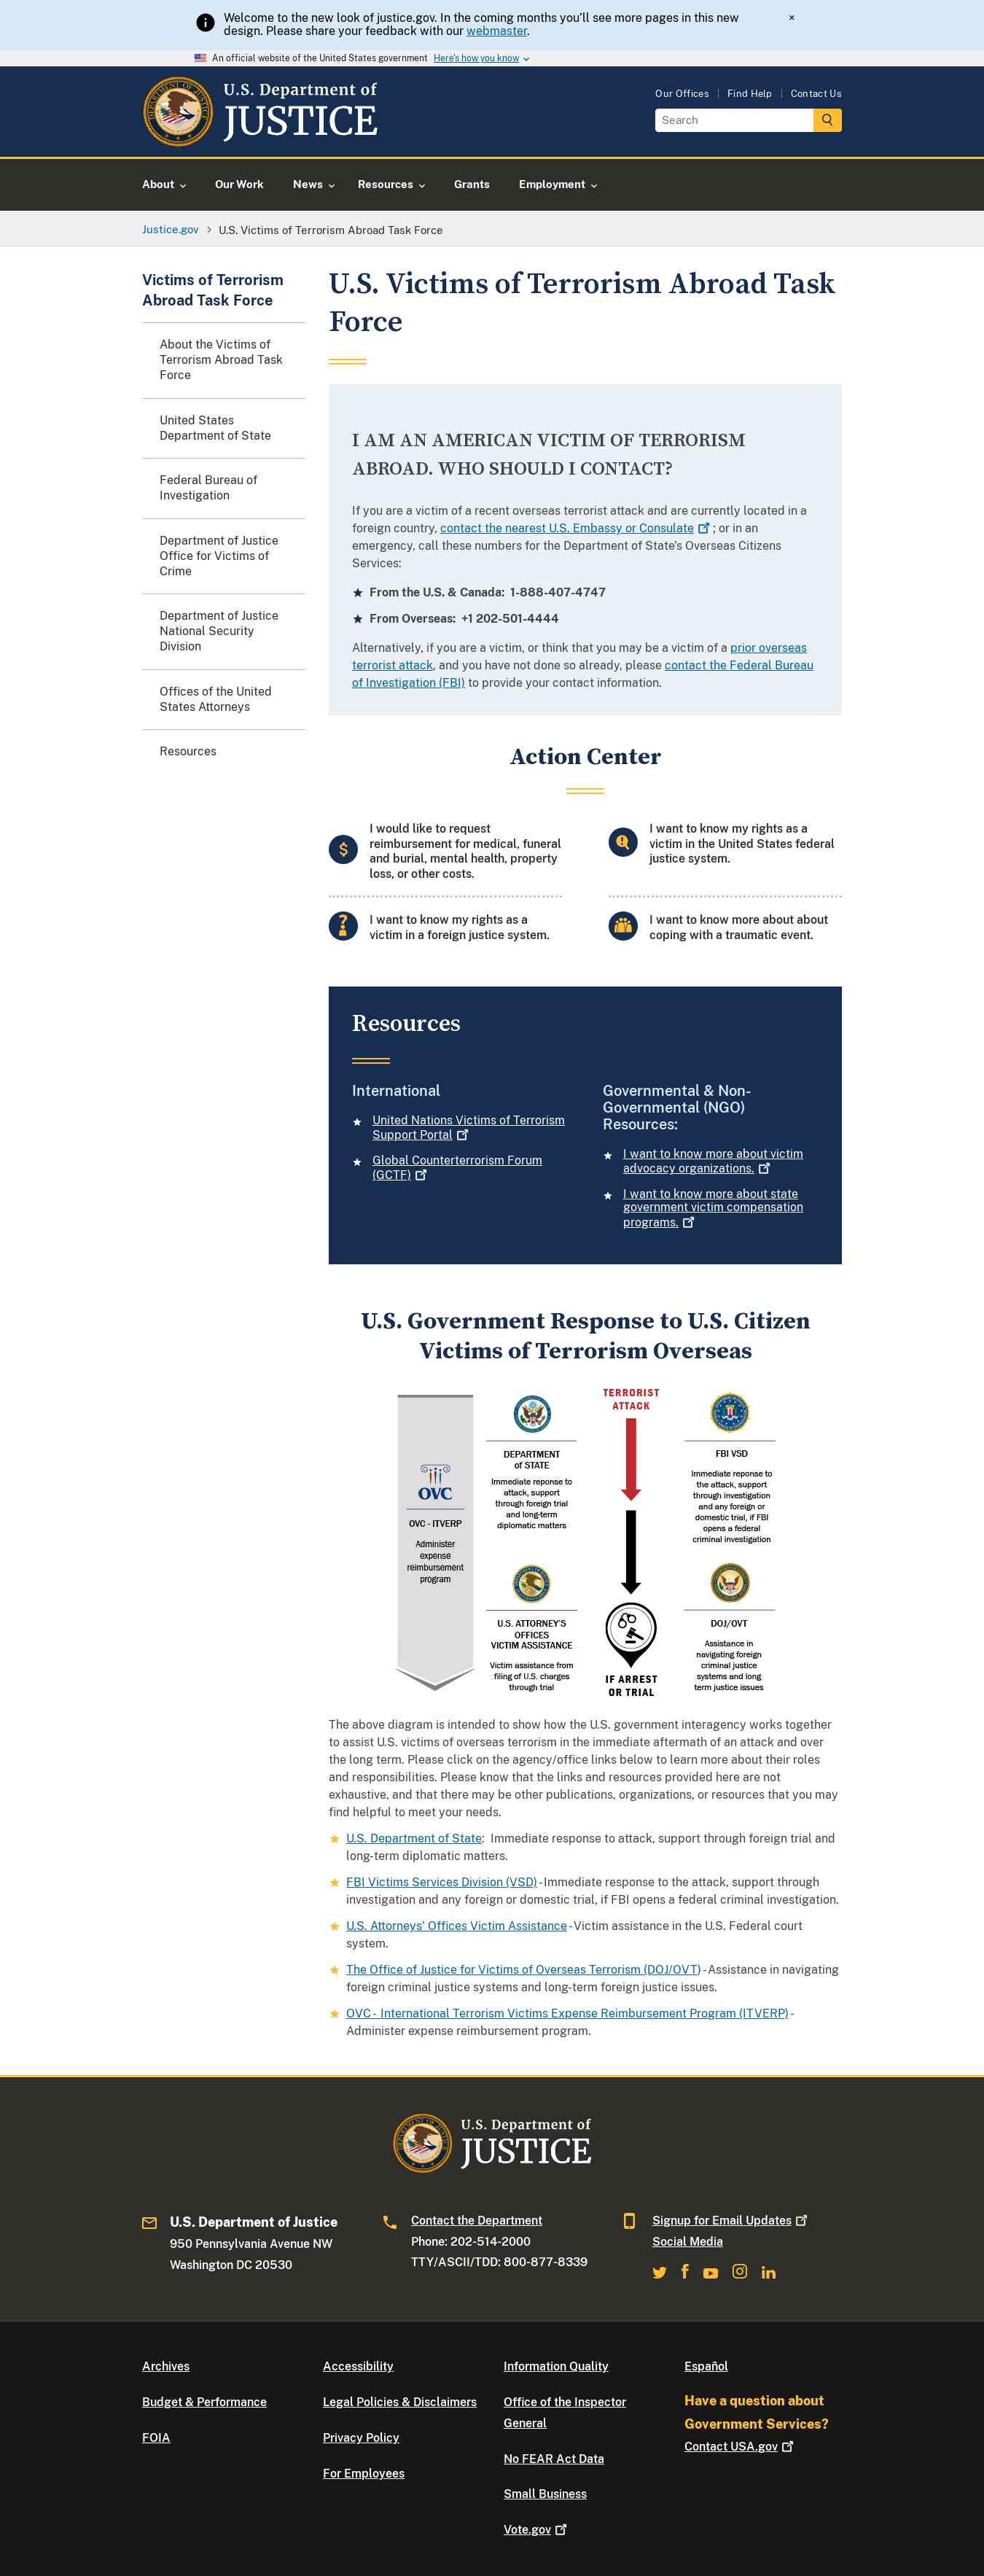 Welcome to the new look of justice.gov. In the coming months you'll see more pages in this new
design. Please share your feedback with our webmaster.
×
An official website of the United States government Here's how you know
U.S. Department of
JUSTICE
Our Offices
Find Help
Contact Us
Search
About
Our Work
News
Resources
Grants
Employment
Justice.gov
U.S. Victims of Terrorism Abroad Task Force
Victims of Terrorism
Abroad Task Force
About the Victims of
Terrorism Abroad Task
Force
United States
Department of State
Federal Bureau of
Investigation
Department of Justice
Office for Victims of
Crime
Department of Justice
National Security
Division
Offices of the United
States Attorneys
Resources
U.S. Victims of Terrorism Abroad Task
Force
I AM AN AMERICAN VICTIM OF TERRORISM
ABROAD. WHO SHOULD I CONTACT?
If you are a victim of a recent overseas terrorist attack and are currently located in a
foreign country, contact the nearest U.S. Embassy or Consulate ; or in an
emergency, call these numbers for the Department of State's Overseas Citizens
Services:
From the U.S. & Canada: 1-888-407-4747
From Overseas: +1 202-501-4444
Alternatively, if you are a victim, or think that you may be a victim of a prior overseas
terrorist attack, and you have not done so already, please contact the Federal Bureau
of Investigation (FBI) to provide your contact information.
Action Center
I would like to request
reimbursement for medical, funeral
and burial, mental health, property
loss, or other costs.
I want to know my rights as a
victim in the United States federal
justice system.
I want to know my rights as a
victim in a foreign justice system.
I want to know more about about
coping with a traumatic event.
Resources
International
United Nations Victims of Terrorism
Support Portal
Global Counterterrorism Forum
(GCTF)
Governmental & Non-
Governmental (NGO)
Resources:
I want to know more about victim
advocacy organizations.
I want to know more about state
government victim compensation
programs.
U.S. Government Response to U.S. Citizen
Victims of Terrorism Overseas
OVC
OVC - ITVERP
Administer
expense
reimbursement
program
DEPARTMENT
of STATE
Immediate reponse to
attack, support
through foreign trial
and long-term
diplomatic matters
U.S. ATTORNEY'S
OFFICES
VICTIM ASSISTANCE
Victim assistance from
filing of U.S. charges
through trial
TERRORIST
ATTACK
IF ARREST
OR TRIAL
FBI VSD
Immediate reponse to
the attack, support
through investigation
and any foreign or
domestic trial, if FBI
opens a federal
criminal investigation
DOJ/OVT
Assistance in
navigating foreign
criminal justice
systems and long
term justice issues
The above diagram is intended to show how the U.S. government interagency works together
to assist U.S. victims of overseas terrorism in the immediate aftermath of an attack and over
the long term. Please click on the agency/office links below to learn more about their roles
and responsibilities. Please know that the links and resources provided here are not
exhaustive, and that there may be other publications, organizations, or resources that you may
find helpful to meet your needs.
U.S. Department of State: Immediate response to attack, support through foreign trial and
long-term diplomatic matters.
FBI Victims Services Division (VSD) - Immediate response to the attack, support through
investigation and any foreign or domestic trial, if FBI opens a federal criminal investigation.
U.S. Attorneys' Offices Victim Assistance - Victim assistance in the U.S. Federal court
system.
The Office of Justice for Victims of Overseas Terrorism (DOJ/OVT) - Assistance in navigating
foreign criminal justice systems and long-term foreign justice issues.
OVC - International Terrorism Victims Expense Reimbursement Program (ITVERP) -
Administer expense reimbursement program.
U.S. Department of
JUSTICE
U.S. Department of Justice
950 Pennsylvania Avenue NW
Washington DC 20530
Contact the Department
Phone: 202-514-2000
TTY/ASCII/TDD: 800-877-8339
Signup for Email Updates
Social Media
Archives
Budget & Performance
FOIA
Accessibility
Legal Policies & Disclaimers
Privacy Policy
For Employees
Information Quality
Office of the Inspector
General
No FEAR Act Data
Small Business
Vote.gov
Español
Have a question about
Government Services?
Contact USA.gov